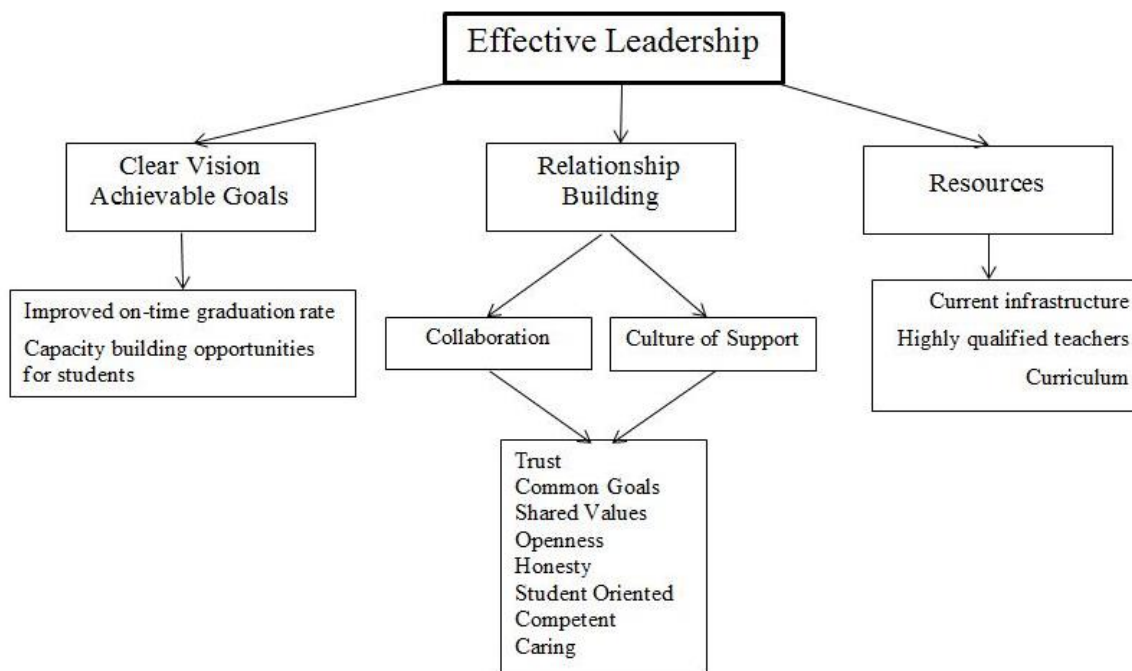 Effective Leadership
Clear Vision
Achievable Goals
Relationship
Building
Resources
Improved on-time graduation rate
Capacity building opportunities
for students
Collaboration
Culture of Support
Current infrastructure
Highly qualified teachers
Curriculum
Trust
Common Goals
Shared Values
Openness
Honesty
Student Oriented
Competent
Caring